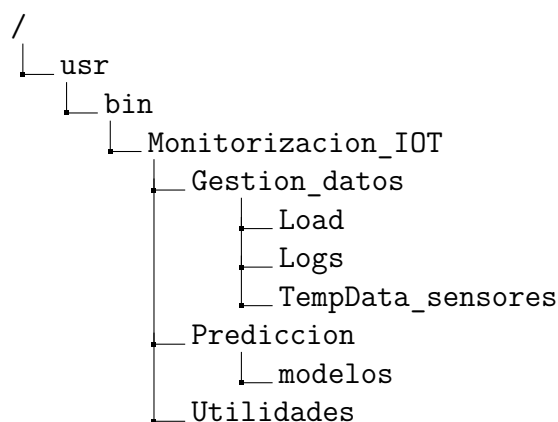 /
usr
bin
Monitorizacion_IOT
Gestion_datos
Load
Logs
TempData_sensores
Prediccion
modelos
Utilidades